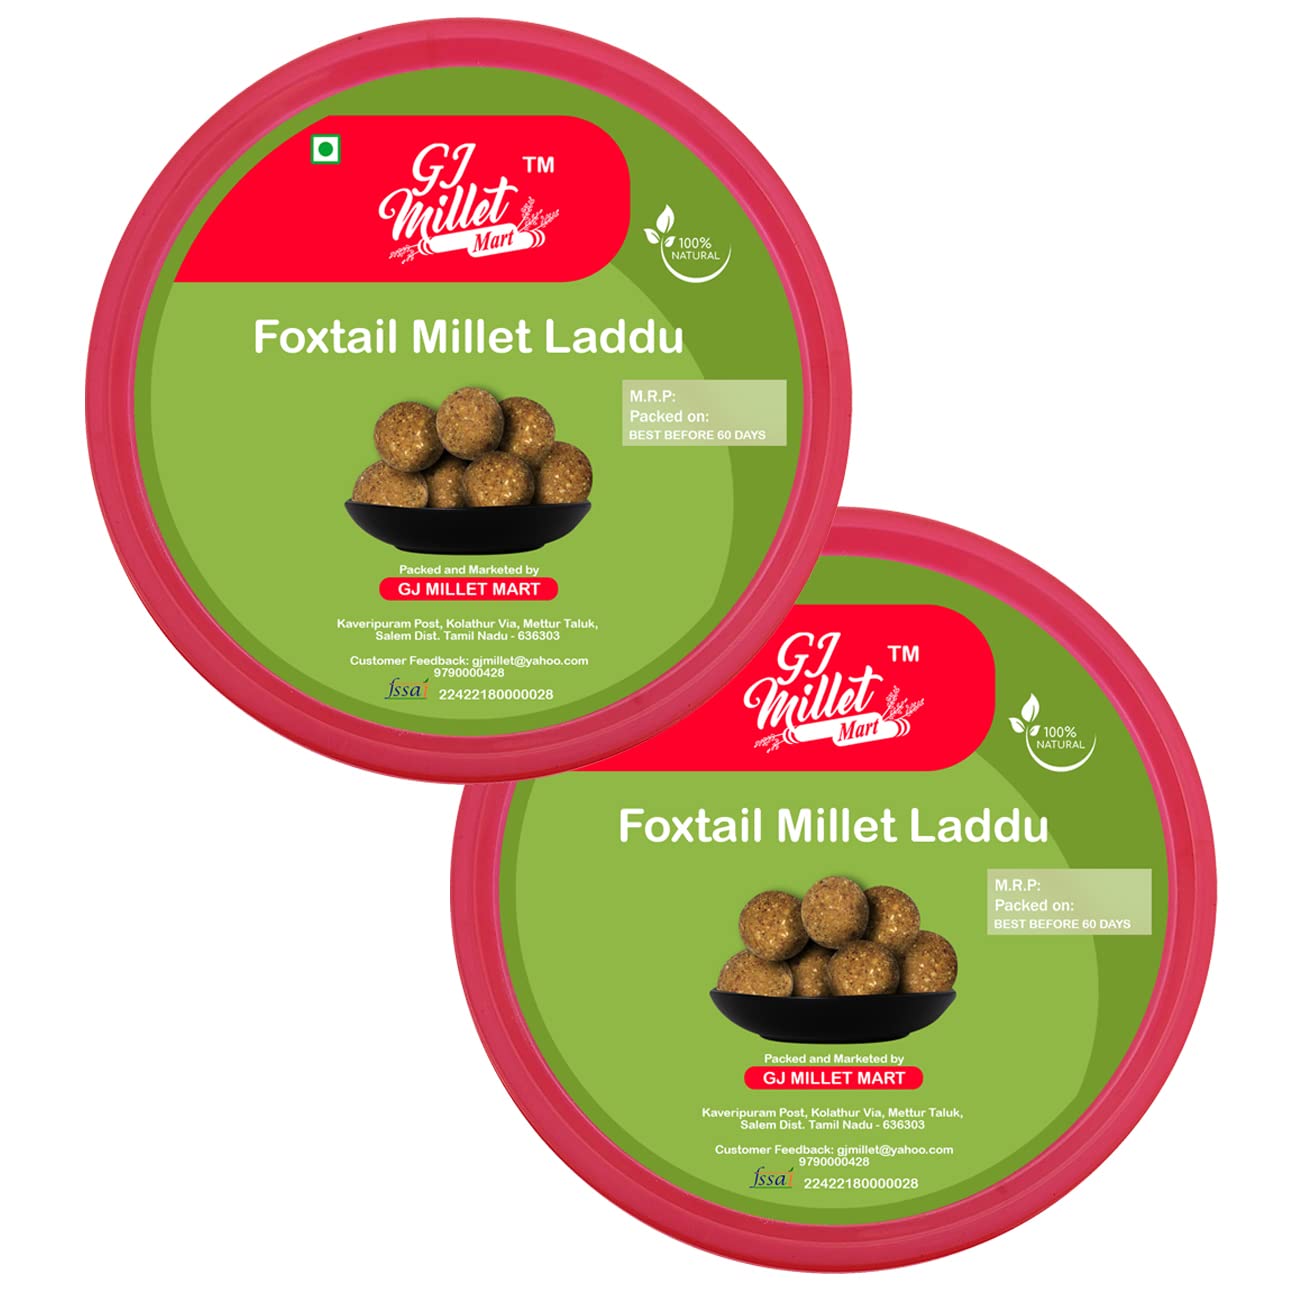 GJ
Millet
Mart
TM
100%
NATURAL
Foxtail Millet Laddu
M.R.P:
Packed on:
BEST BEFORE 60 DAYS
Packed and Marketed by
GJ MILLET MART
Kaveripuram Post, Kolathur Via, Mettur Taluk,
Salem Dist. Tamil Nadu - 636303
Customer Feedback: gjmillet@yahoo.com
9790000428
fssai 22422180000028
GJ
Millet
Mart
TM
100%
NATURAL
Foxtail Millet Laddu
M.R.P:
Packed on:
BEST BEFORE 60 DAYS
Packed and Marketed by
GJ MILLET MART
Kaveripuram Post, Kolathur Via, Mettur Taluk,
Salem Dist. Tamil Nadu - 636303
Customer Feedback: gjmillet@yahoo.com
9790000428
fssai 22422180000028